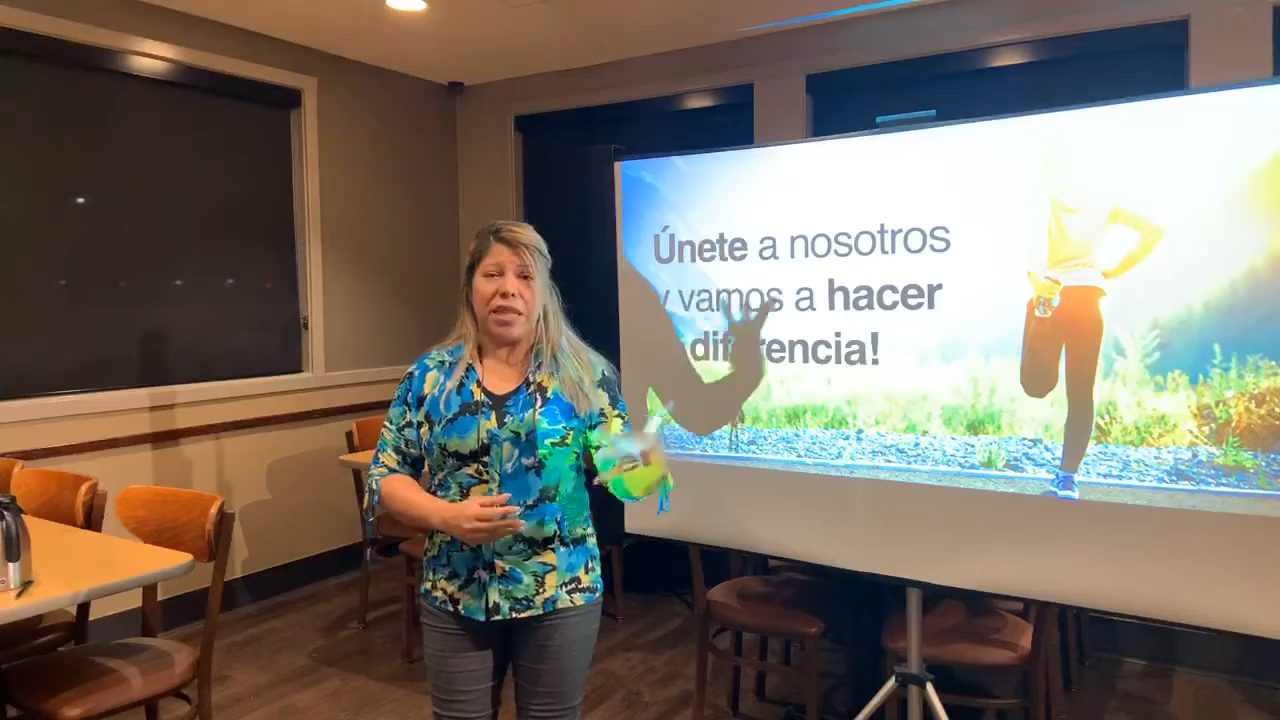 Únete a nosotros
y vamos a hacer
diferencia!